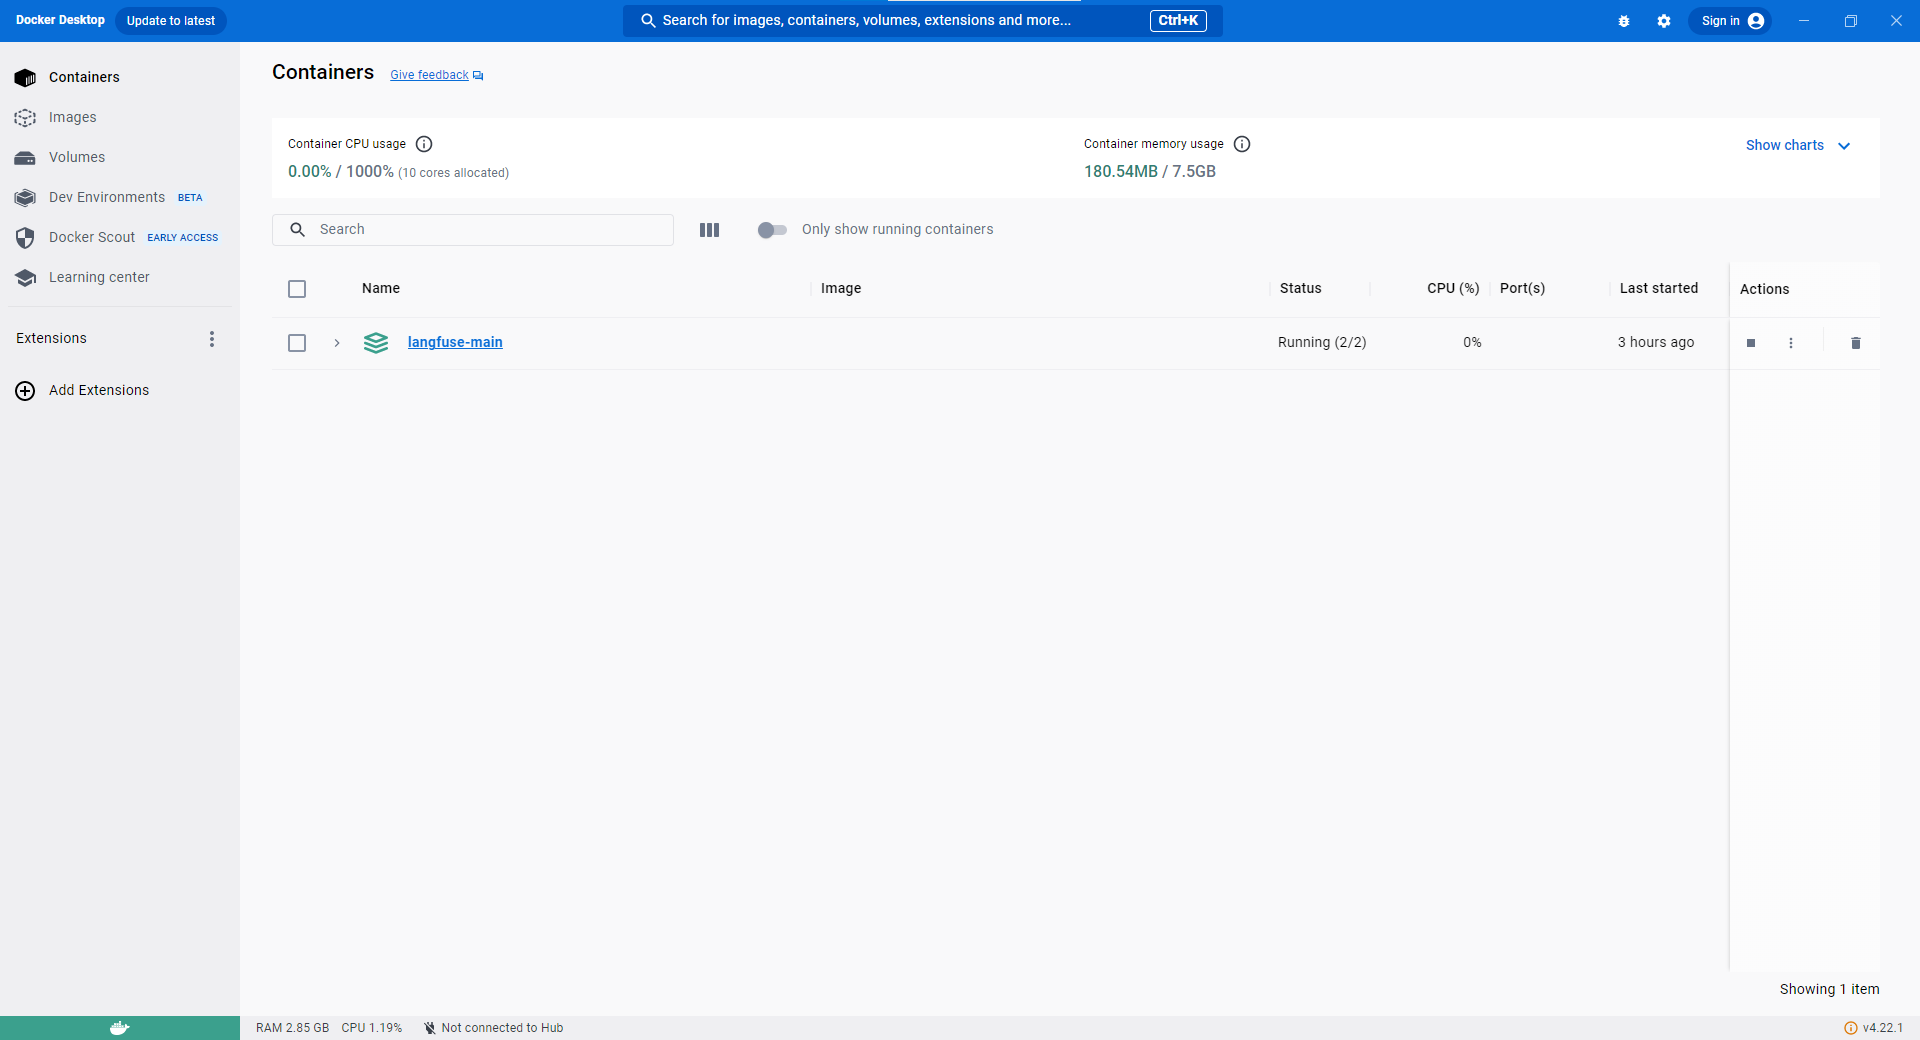 Docker Desktop Update to latest Search for images, containers, volumes, extensions and more... Ctrl+K Sign in
Containers
Images
Volumes
Dev Environments BETA
Docker Scout EARLY ACCESS
Learning center
Extensions
Add Extensions
Containers Give feedback
Container CPU usage
0.00% / 1000% (10 cores allocated)
Container memory usage
180.54MB / 7.5GB
Show charts
Search
Only show running containers
Name Image Status CPU (%) Port(s) Last started Actions
langfuse-main Running (2/2) 0% 3 hours ago
Showing 1 item
RAM 2.85 GB CPU 1.19% Not connected to Hub v4.22.1